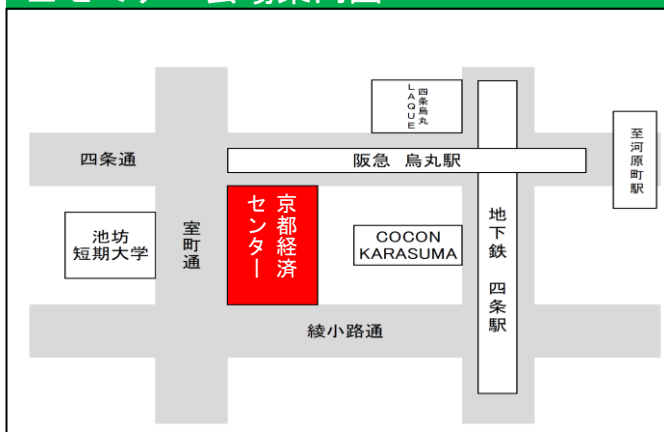 四条烏丸
LAQUE
四条通
阪急 烏丸駅
至河原町駅
京都経済
センター
池坊
短期大学
室町通
COCON
KARASUMA
地下鉄 四条駅
綾小路通